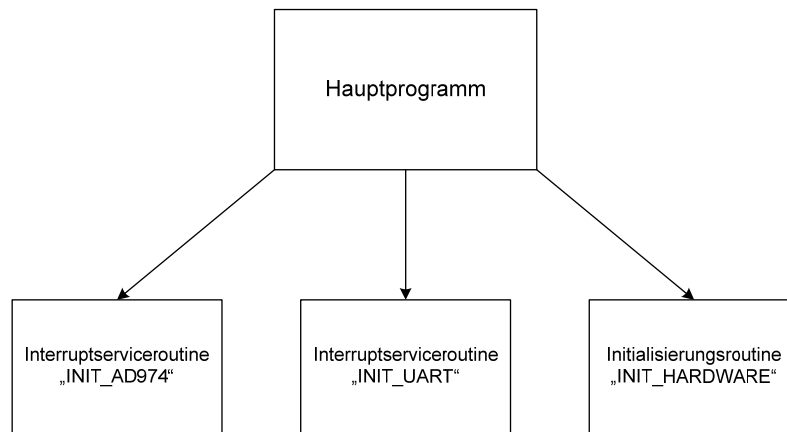 Hauptprogramm
Interruptserviceroutine
„INIT_AD974“
Interruptserviceroutine
„INIT_UART“
Initialisierungsroutine
„INIT_HARDWARE“